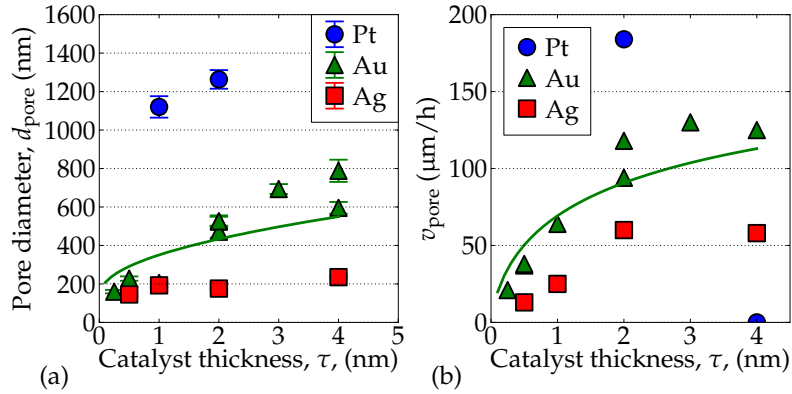 1600
1400
1200
1000
800
600
400
200
0
Pore diameter, d_pore (nm)
Pt
Au
Ag
0 1 2 3 4 5
Catalyst thickness, τ, (nm)
(a)
200
150
100
50
0
v_pore (μm/h)
Pt
Au
Ag
0 1 2 3 4
Catalyst thickness, τ, (nm)
(b)